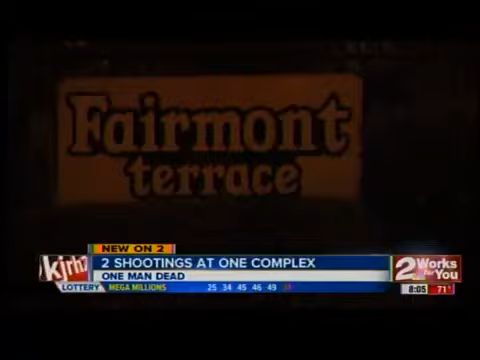 Fairmont
terrace
NEW ON 2
kjrh2
2 SHOOTINGS AT ONE COMPLEX
ONE MAN DEAD
2 Works for You
LOTTERY MEGA MILLIONS 25 34 45 46 49
8:05 71°